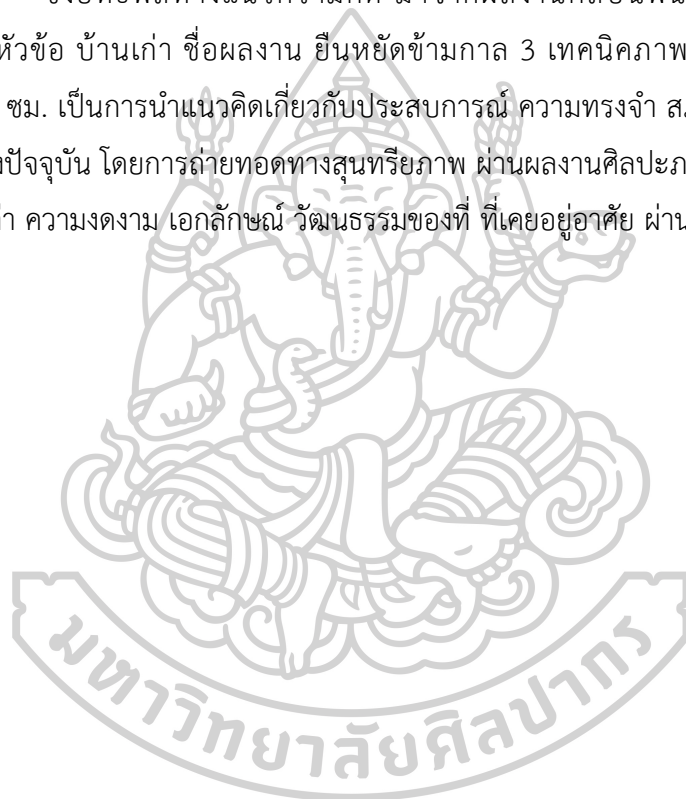 หัวข้อ บ้านเก่า ชื่อผลงาน ยืนหยัดข้ามกาล 3 เทคนิคภาพ
ซม. เป็นการนำแนวคิดเกี่ยวกับประสบการณ์ ความทรงจำ ส.
งปัจจุบัน โดยการถ่ายทอดทางสุนทรียภาพ ผ่านผลงานศิลปะภ
ความงดงาม เอกลักษณ์ วัฒนธรรมของที่ ที่เคยอยู่อาศัย ผ่าน
มหาวิทยาลัยศิลปากร